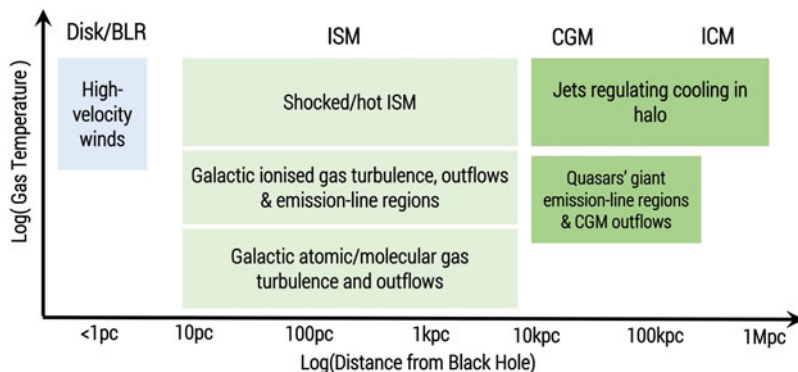 Disk/BLR ISM CGM ICM
High-
velocity
winds
Shocked/hot ISM
Jets regulating cooling in
halo
Galactic ionised gas turbulence, outflows
& emission-line regions
Quasars' giant
emission-line regions
& CGM outflows
Galactic atomic/molecular gas
turbulence and outflows
Log( Gas Temperature )
<1pc 10pc 100pc 1kpc 10kpc 100kpc 1Mpc
Log(Distance from Black Hole)